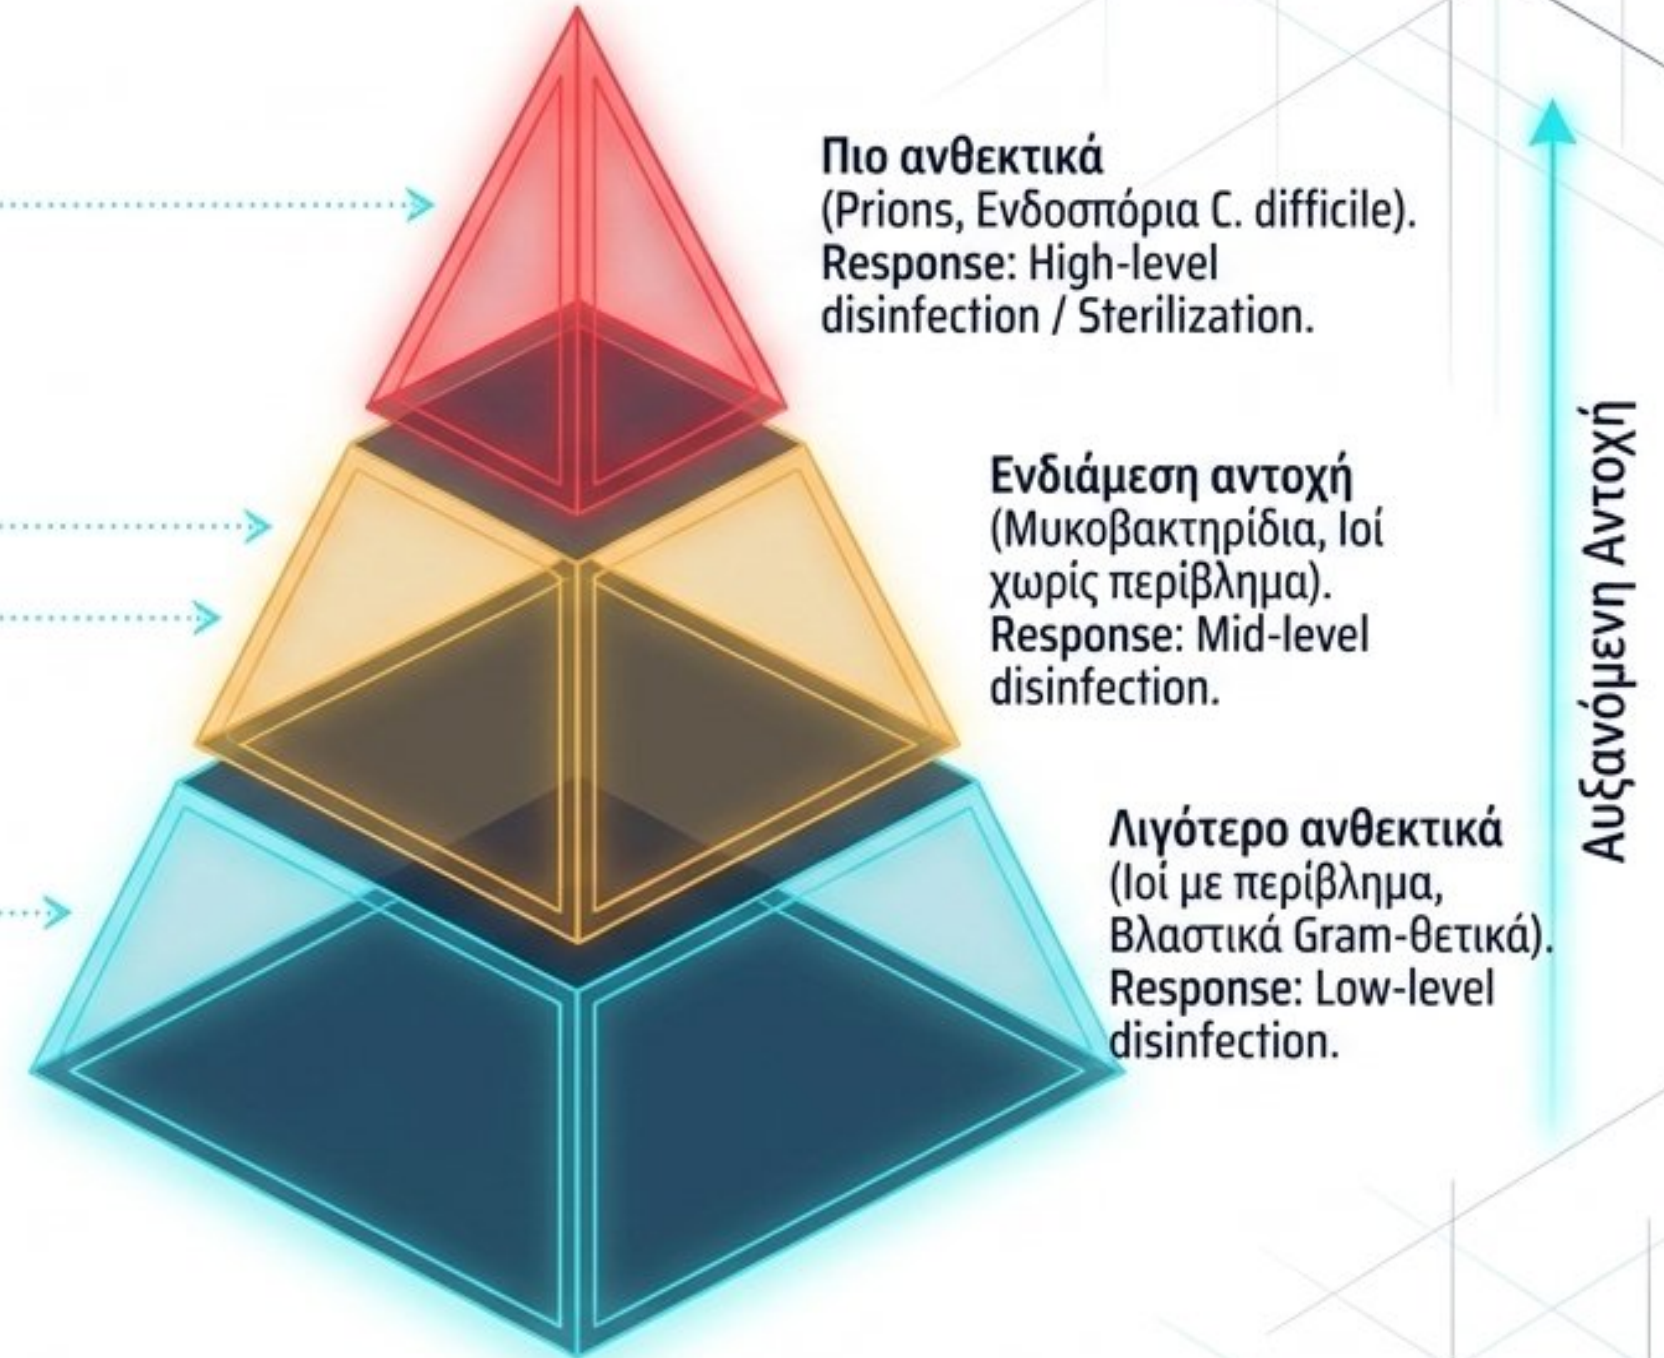 Πιο ανθεκτικά
(Prions, Ενδοσπόρια C. difficile).
Response: High-level
disinfection / Sterilization.
Ενδιάμεση αντοχή
(Μυκοβακτηρίδια, Ιοί
χωρίς περίβλημα).
Response: Mid-level
disinfection.
Λιγότερο ανθεκτικά
(Ιοί με περίβλημα,
Βλαστικά Gram-θετικά).
Response: Low-level
disinfection.
Αυξανόμενη Αντοχή